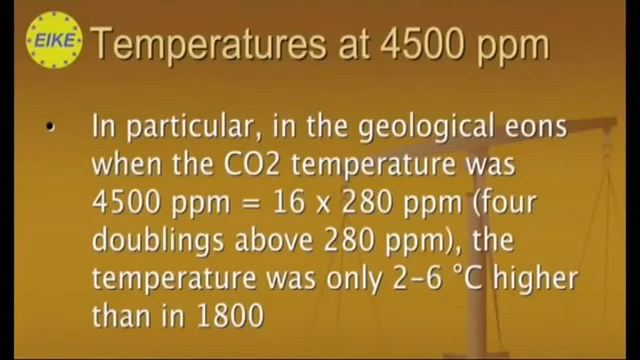 EIKE
Temperatures at 4500 ppm
• In particular, in the geological eons
when the CO2 temperature was
4500 ppm = 16 x 280 ppm (four
doublings above 280 ppm), the
temperature was only 2-6 °C higher
than in 1800